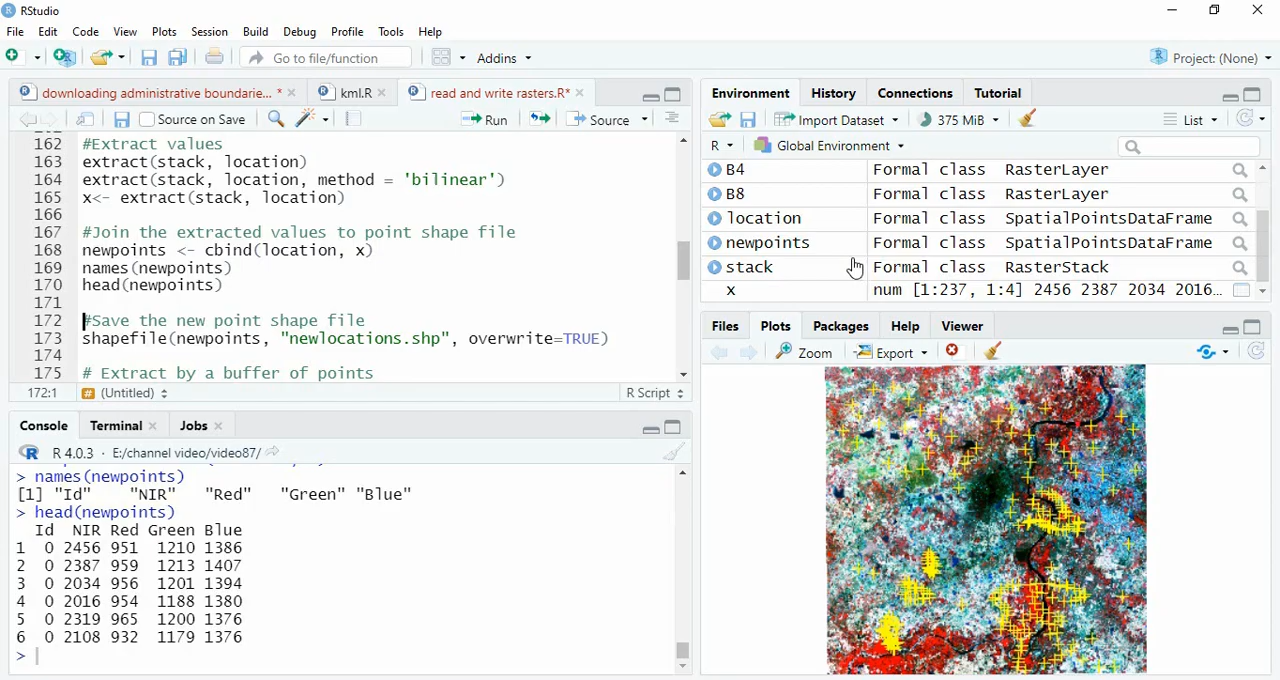 RStudio
File Edit Code View Plots Session Build Debug Profile Tools Help
Go to file/function Addins Project: (None)
downloading administrative boundarie... * kml.R read and write rasters.R*
Source on Save Run Source
162 #Extract values
163 extract(stack, location)
164 extract(stack, location, method = 'bilinear')
165 x<- extract(stack, location)
166
167 #Join the extracted values to point shape file
168 newpoints <- cbind(location, x)
169 names(newpoints)
170 head(newpoints)
171
172 #Save the new point shape file
173 shapefile(newpoints, "newlocations.shp", overwrite=TRUE)
174
175 # Extract by a buffer of points
172:1 # (Untitled) R Script
Console Terminal Jobs
R 4.0.3 · E:/channel video/video87/
> names(newpoints)
[1] "Id" "NIR" "Red" "Green" "Blue"
> head(newpoints)
Id NIR Red Green Blue
1 0 2456 951 1210 1386
2 0 2387 959 1213 1407
3 0 2034 956 1201 1394
4 0 2016 954 1188 1380
5 0 2319 965 1200 1376
6 0 2108 932 1179 1376
>
Environment History Connections Tutorial
Import Dataset 375 MiB List
R Global Environment
B4 Formal class RasterLayer
B8 Formal class RasterLayer
location Formal class SpatialPointsDataFrame
newpoints Formal class SpatialPointsDataFrame
stack Formal class RasterStack
x num [1:237, 1:4] 2456 2387 2034 2016...
Files Plots Packages Help Viewer
Zoom Export